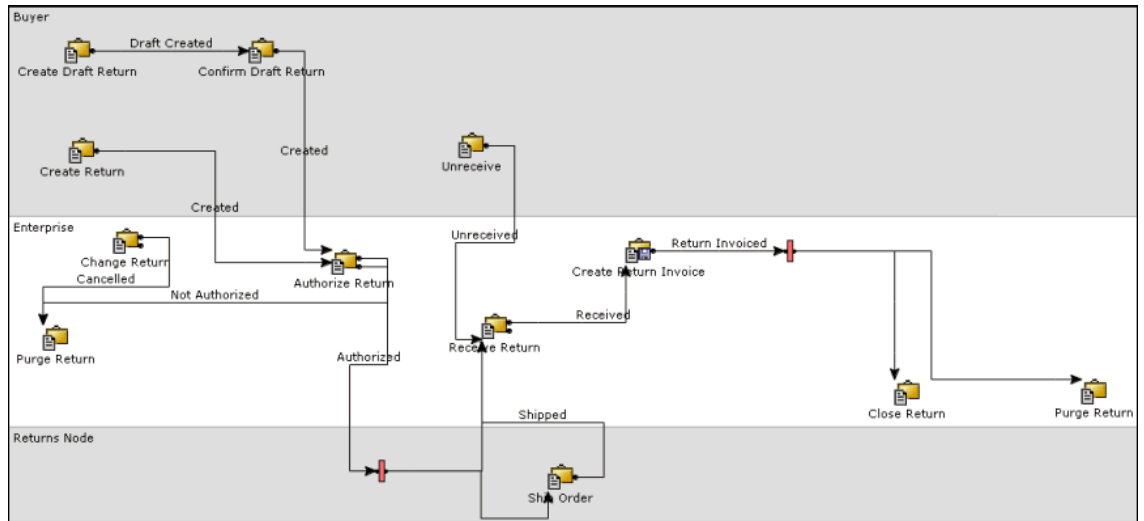 Buyer
Draft Created
Create Draft Return
Confirm Draft Return
Created
Create Return
Unreceive
Created
Enterprise
Unreceived
Return Invoiced
Change Return
Create Return Invoice
Cancelled
Authorize Return
Not Authorized
Received
Purge Return
Authorized
Receive Return
Shipped
Close Return
Purge Return
Returns Node
Ship Order